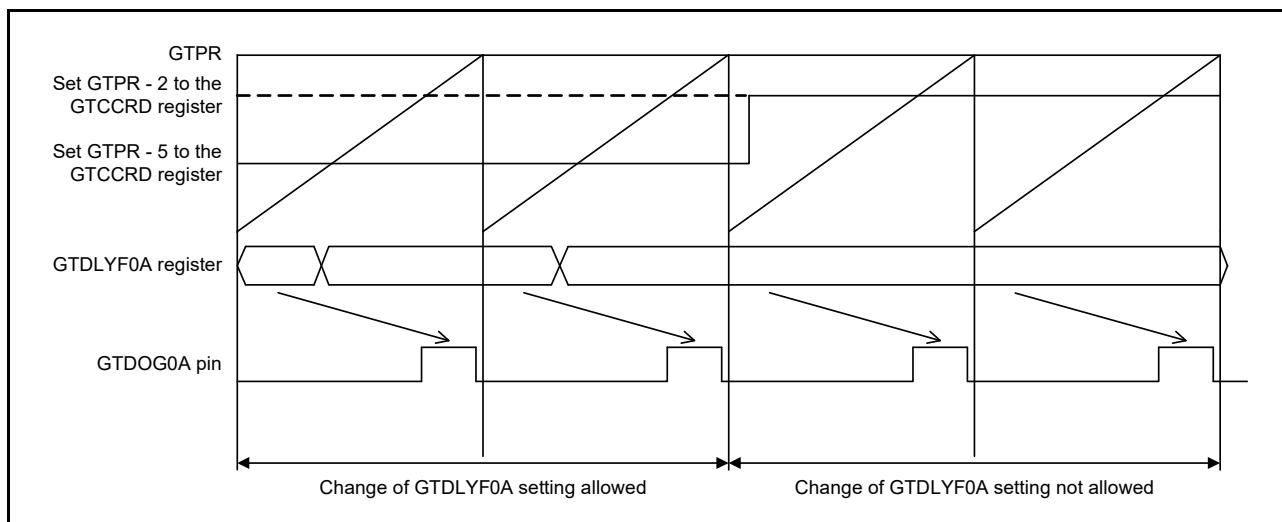 GTPR
Set GTPR - 2 to the
GTCCRD register
Set GTPR - 5 to the
GTCCRD register
GTDLYF0A register
GTDOG0A pin
Change of GTDLYF0A setting allowed
Change of GTDLYF0A setting not allowed